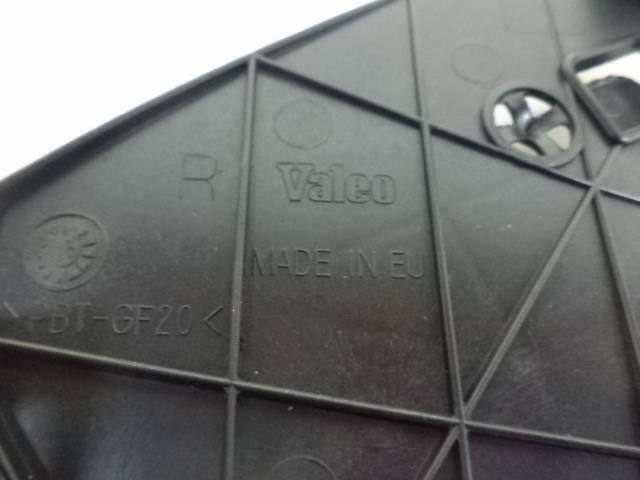 R Valeo
MADE IN EU
>PBT-GF20<